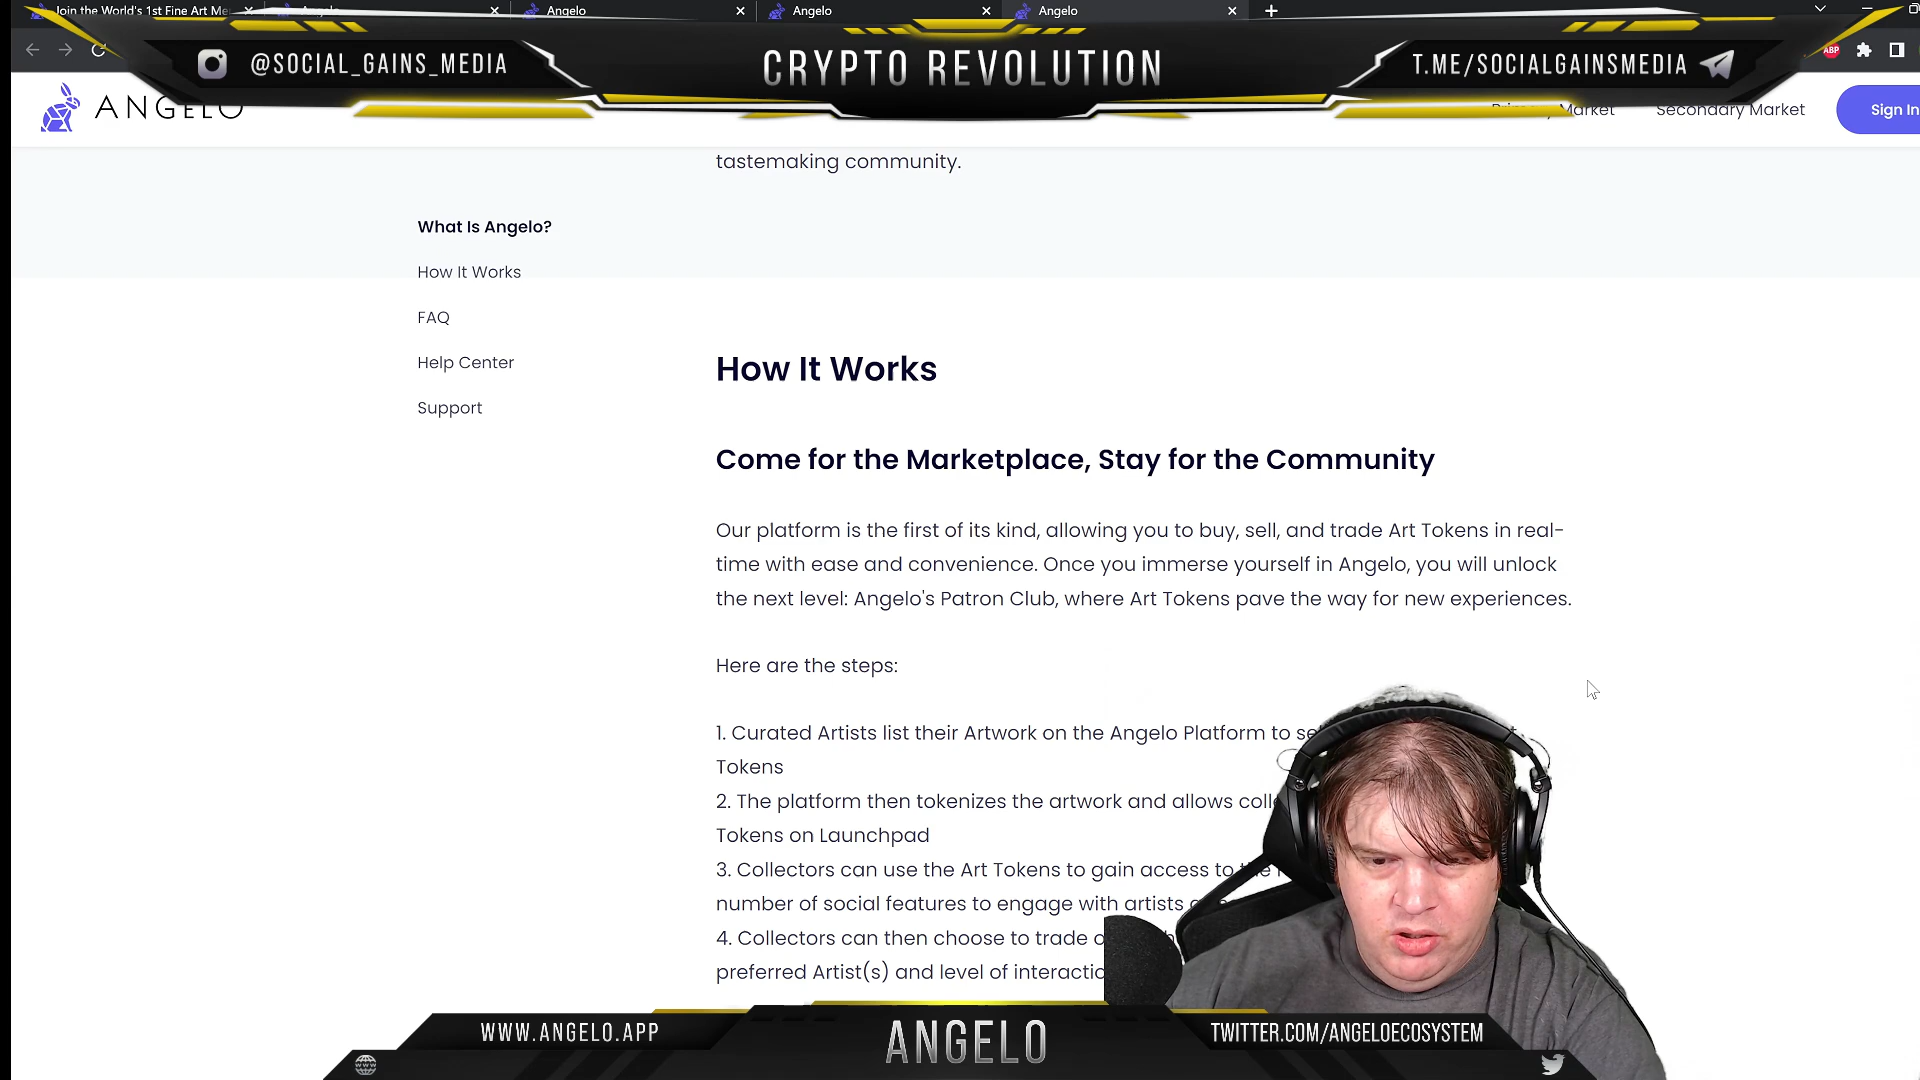 Join the World's 1st Fine Art Me
Angelo
Angelo
Angelo
Angelo
@SOCIAL_GAINS_MEDIA
CRYPTO REVOLUTION
T.ME/SOCIALGAINSMEDIA
ABP
ANGELO
Market
Secondary Market
Sign In
tastemaking community.
What Is Angelo?
How It Works
FAQ
Help Center
Support
How It Works
Come for the Marketplace, Stay for the Community
Our platform is the first of its kind, allowing you to buy, sell, and trade Art Tokens in real-
time with ease and convenience. Once you immerse yourself in Angelo, you will unlock
the next level: Angelo's Patron Club, where Art Tokens pave the way for new experiences.
Here are the steps:
1. Curated Artists list their Artwork on the Angelo Platform to
Tokens
2. The platform then tokenizes the artwork and allows
Tokens on Launchpad
3. Collectors can use the Art Tokens to gain access to
number of social features to engage with artists
4. Collectors can then choose to trade
preferred Artist(s) and level of
WWW.ANGELO.APP
ANGELO
TWITTER.COM/ANGELOECOSYSTEM